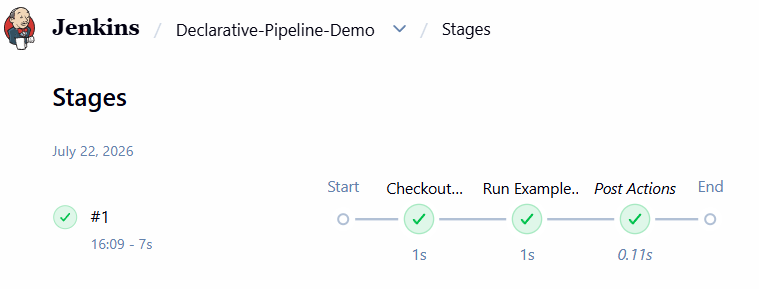 Jenkins / Declarative-Pipeline-Demo / Stages
Stages
July 22, 2026
Start Checkout... Run Example.. Post Actions End
#1
16:09 - 7s
1s 1s 0.11s